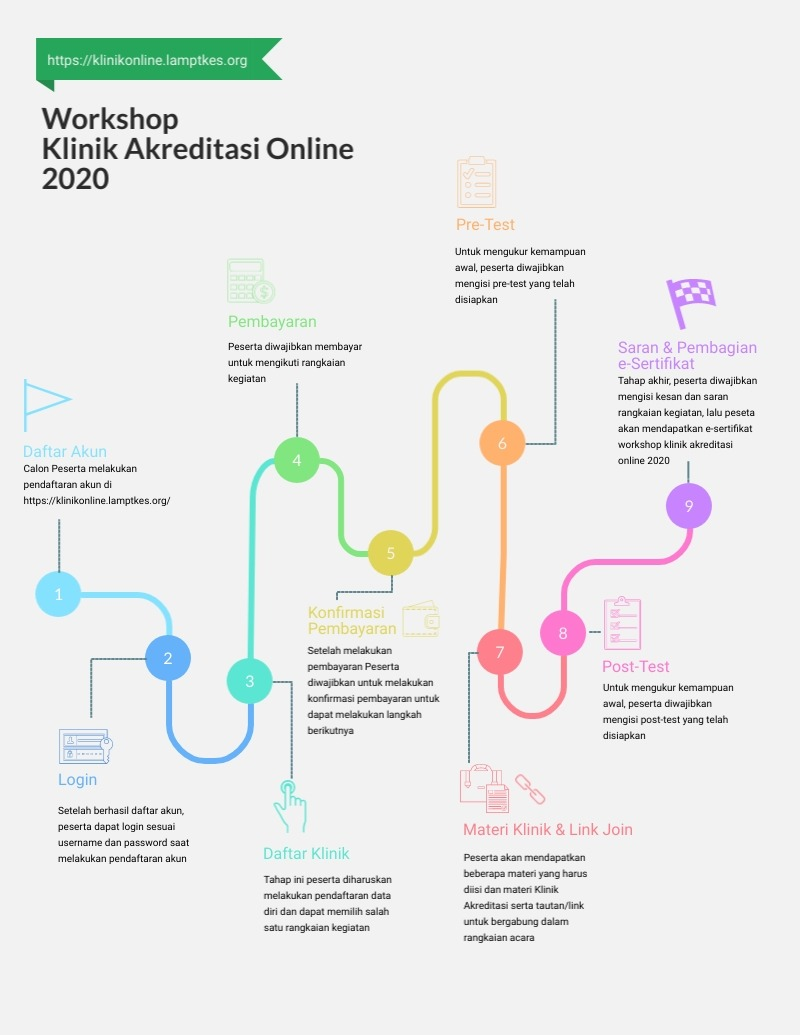 https://klinikonline.lamptkes.org
Workshop
Klinik Akreditasi Online
2020
1
Daftar Akun
Calon Peserta melakukan
pendaftaran akun di
https://klinikonline.lamptkes.org/
2
Login
Setelah berhasil daftar akun,
peserta dapat login sesuai
username dan password saat
melakukan pendaftaran akun
3
Daftar Klinik
Tahap ini peserta diharuskan
melakukan pendaftaran data
diri dan dapat memilih salah
satu rangkaian kegiatan
4
Pembayaran
Peserta diwajibkan membayar
untuk mengikuti rangkaian
kegiatan
5
Konfirmasi
Pembayaran
Setelah melakukan
pembayaran Peserta
diwajibkan untuk melakukan
konfirmasi pembayaran untuk
dapat melakukan langkah
berikutnya
6
Pre-Test
Untuk mengukur kemampuan
awal, peserta diwajibkan
mengisi pre-test yang telah
disiapkan
7
Materi Klinik & Link Join
Peserta akan mendapatkan
beberapa materi yang harus
diisi dan materi Klinik
Akreditasi serta tautan/link
untuk bergabung dalam
rangkaian acara
8
Post-Test
Untuk mengukur kemampuan
awal, peserta diwajibkan
mengisi post-test yang telah
disiapkan
9
Saran & Pembagian
e-Sertifikat
Tahap akhir, peserta diwajibkan
mengisi kesan dan saran
rangkaian kegiatan, lalu peseta
akan mendapatkan e-sertifikat
workshop klinik akreditasi
online 2020